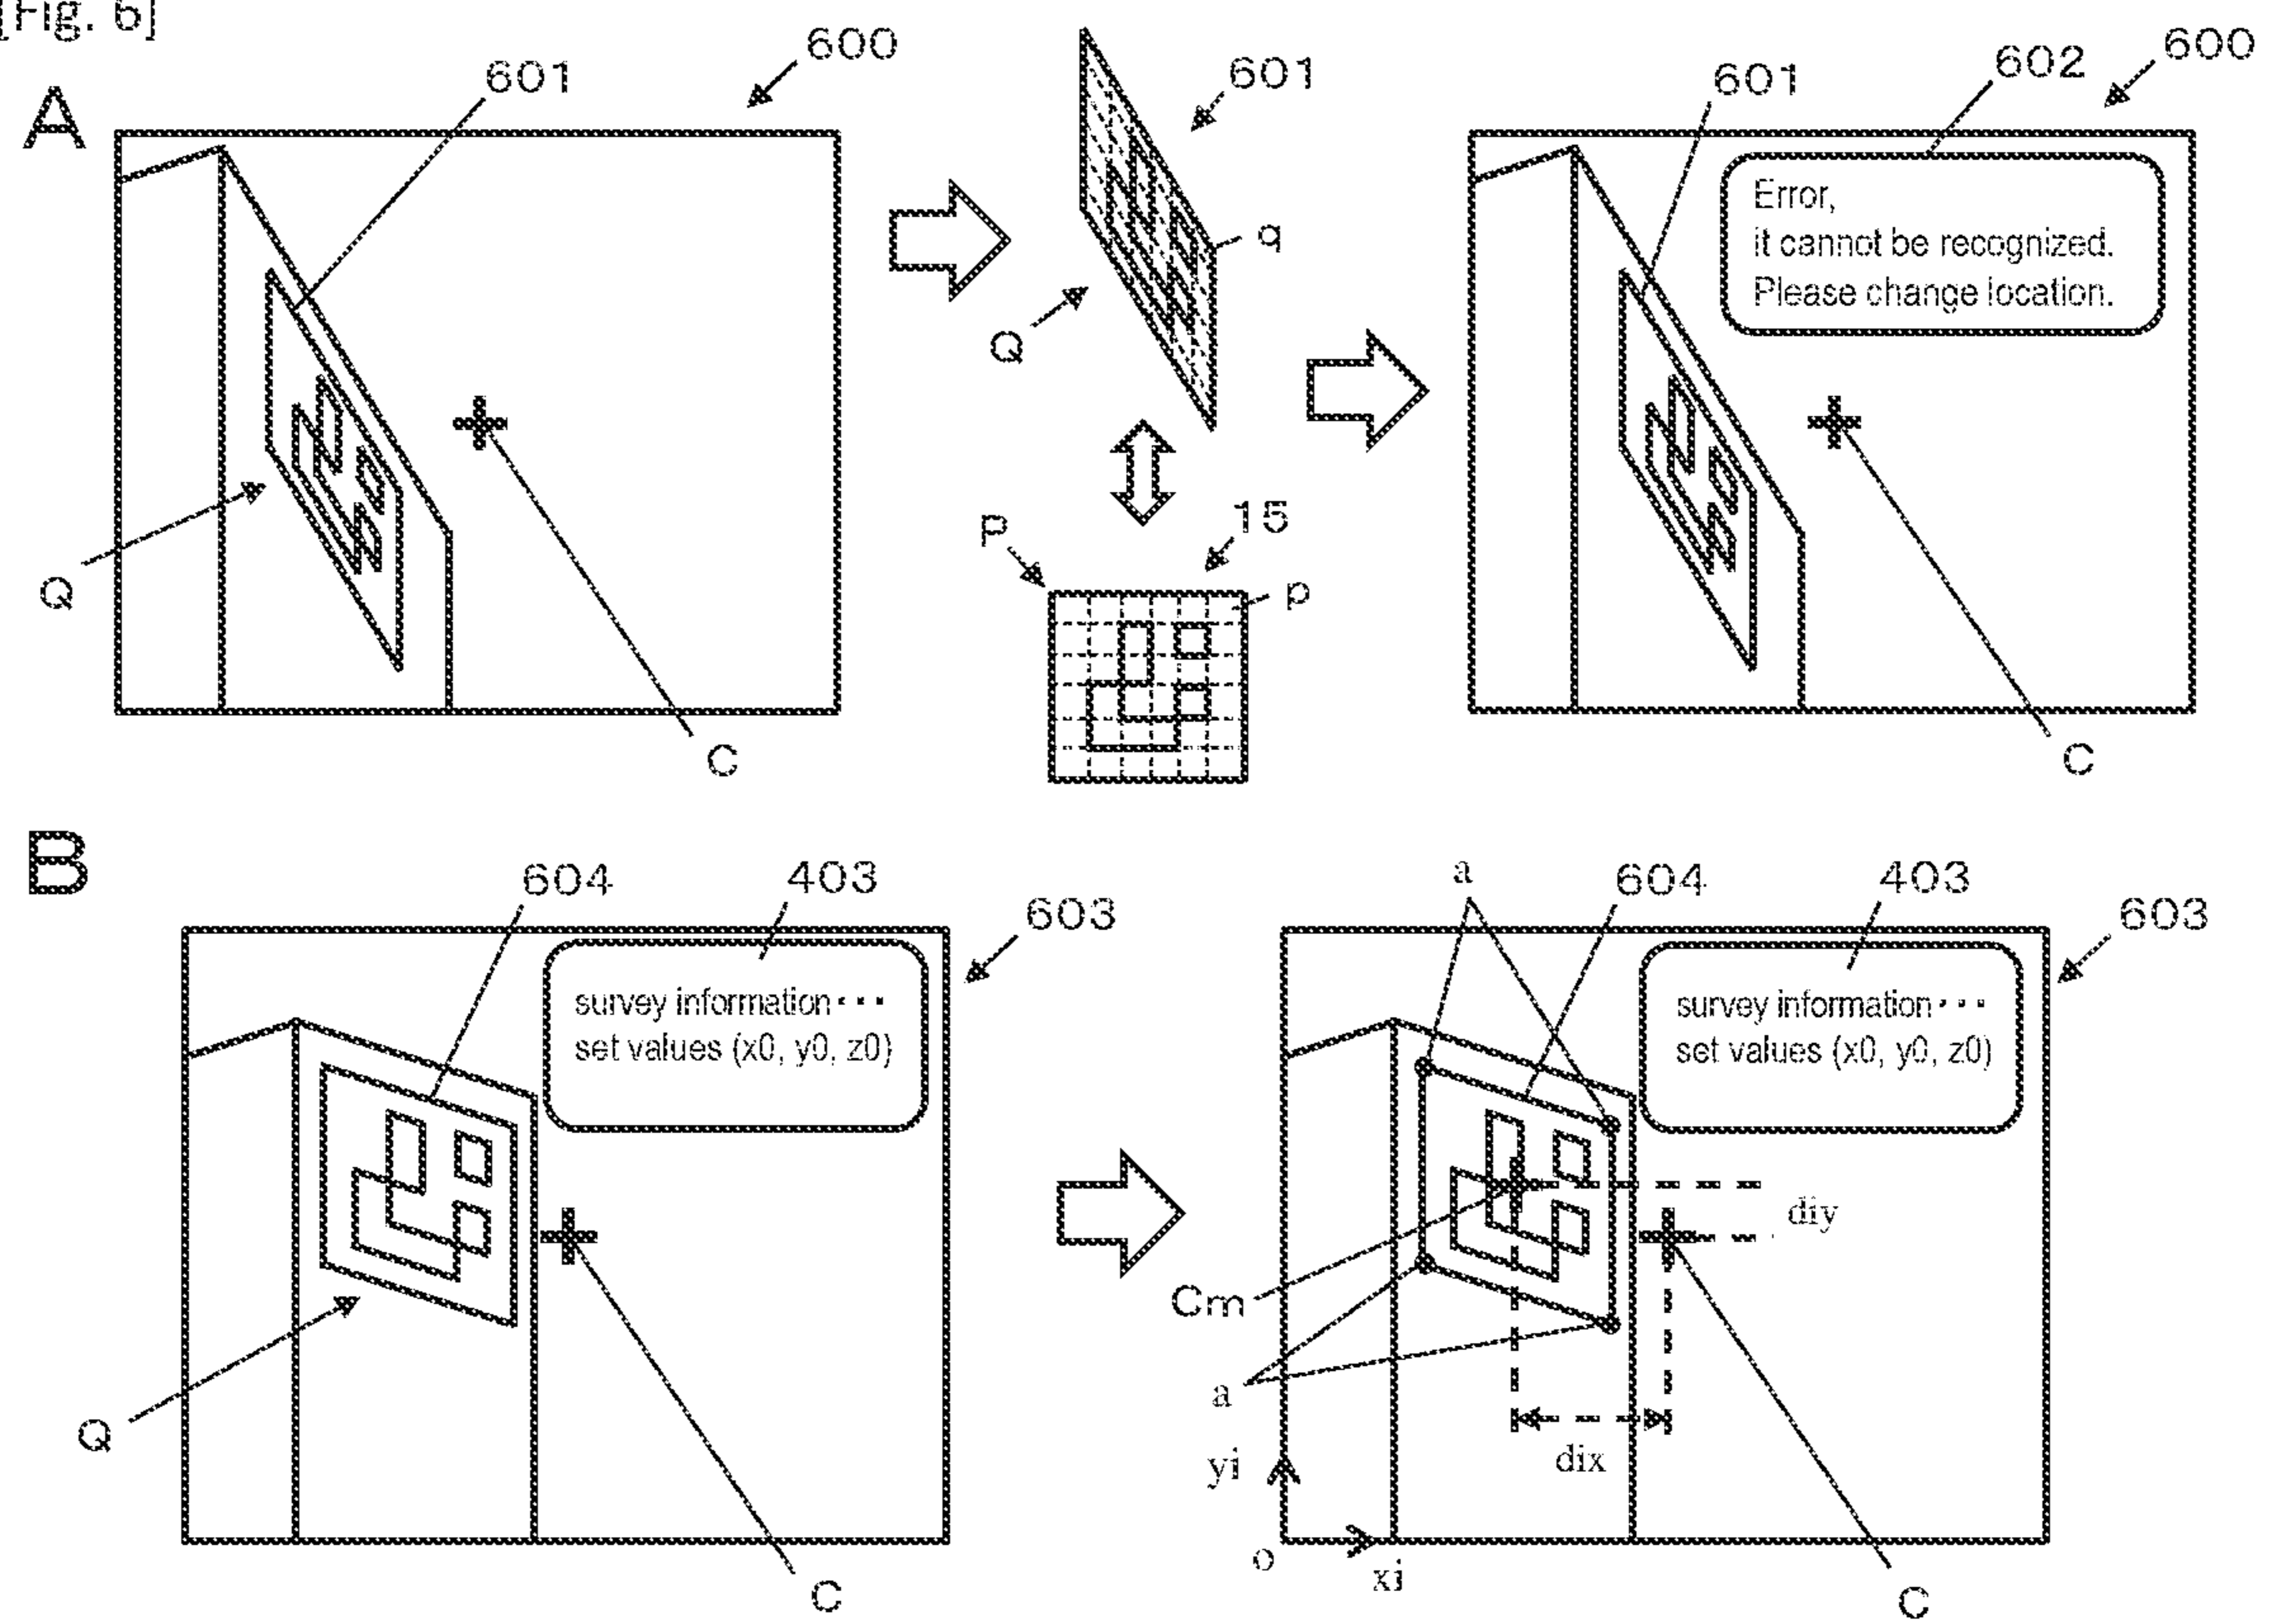 [Fig. 6]
A
600
601
601
q
Q
Q
C
P
15
p
600
602
601
Error,
it cannot be recognized.
Please change location.
C
B
604
403
603
survey information···
set values (x0, y0, z0)
Q
C
a
604
403
603
survey information···
set values (x0, y0, z0)
diy
Cm
a
dix
yi
o
xi
C